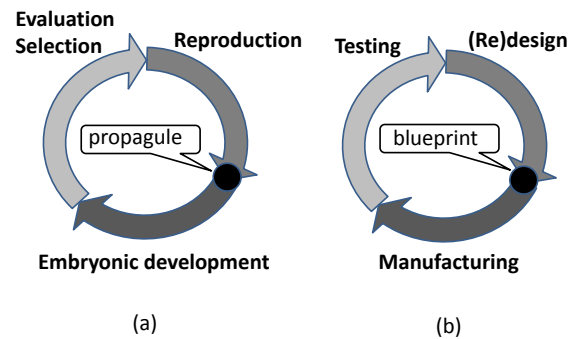 Evaluation
Selection
Reproduction
propagule
Embryonic development
(a)
Testing
(Re)design
blueprint
Manufacturing
(b)